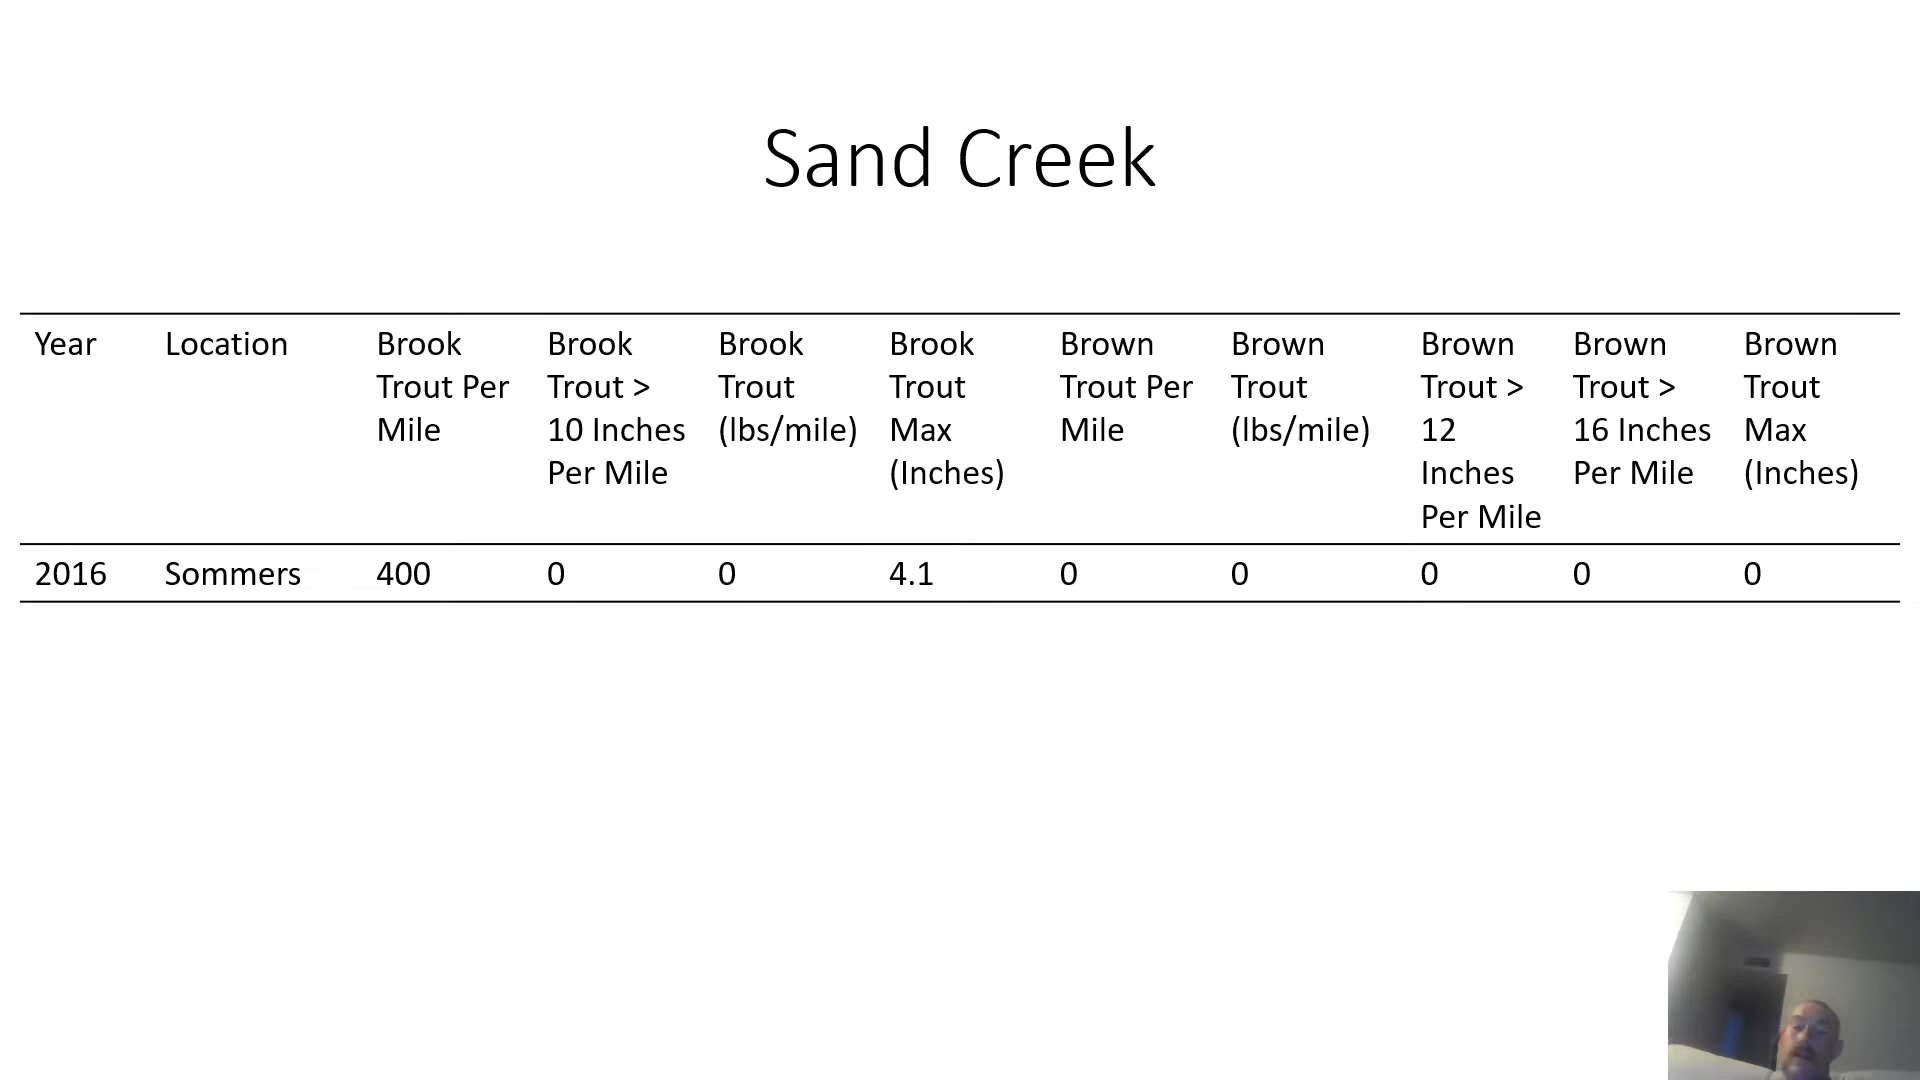 Sand Creek
Year Location Brook Brook Brook Brook Brown Brown Brown Brown Brown
Trout Per Trout > Trout Trout Trout Per Trout Trout > Trout > Trout
Mile 10 Inches (lbs/mile) Max Mile (lbs/mile) 12 16 Inches Max
Per Mile (Inches) Inches Per Mile (Inches)
Per Mile
2016 Sommers 400 0 0 4.1 0 0 0 0 0